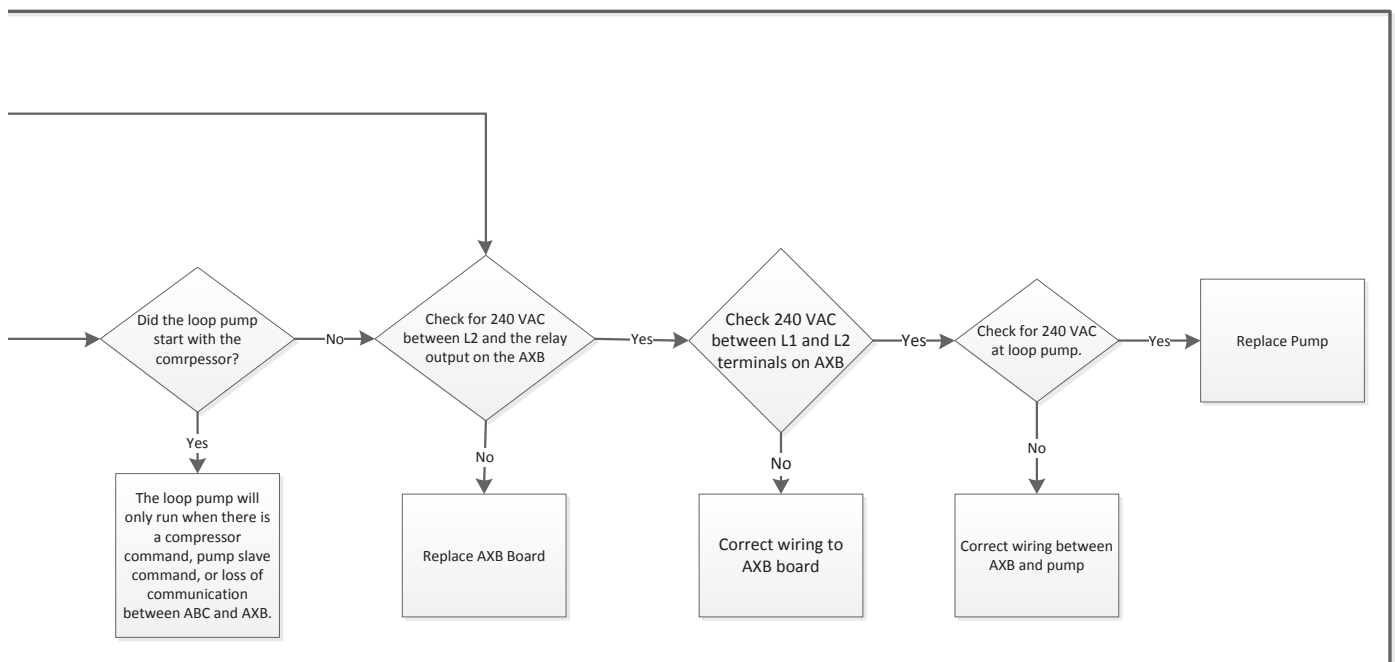 Did the loop pump
start with the
comrpessor?
No
Check for 240 VAC
between L2 and the relay
output on the AXB
Yes
Check 240 VAC
between L1 and L2
terminals on AXB
Yes
Check for 240 VAC
at loop pump.
Yes
Replace Pump
Yes
No
No
No
The loop pump will
only run when there is
a compressor
command, pump slave
command, or loss of
communication
between ABC and AXB.
Replace AXB Board
Correct wiring to
AXB board
Correct wiring between
AXB and pump